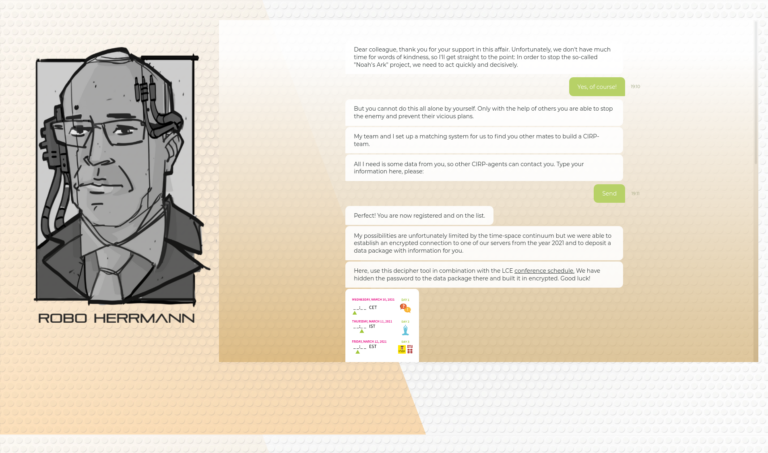 Dear colleague, thank you for your support in this affair. Unfortunately, we don't have much
time for words of kindness, so I'll get straight to the point: In order to stop the so-called
"Noah's Ark" project, we need to act quickly and decisively.
Yes, of course!
But you cannot do this all alone by yourself. Only with the help of others you are able to stop
the enemy and prevent their vicious plans.
My team and I set up a matching system for us to find you other mates to build a CIRP-
team.
All I need is some data from you, so other CIRP-agents can contact you. Type your
information here, please:
Send
Perfect! You are now registered and on the list.
My possibilities are unfortunately limited by the time-space continuum but we were able to
establish an encrypted connection to one of our servers from the year 2021 and to deposit a
data package with information for you.
Here, use this decipher tool in combination with the LCE conference schedule. We have
hidden the password to the data package there and built it in encrypted. Good luck!
WEDNESDAY, MARCH 10, 2021
CET
THURSDAY, MARCH 11, 2021
IST
FRIDAY, MARCH 12, 2021
EST
ROBO HERRMANN